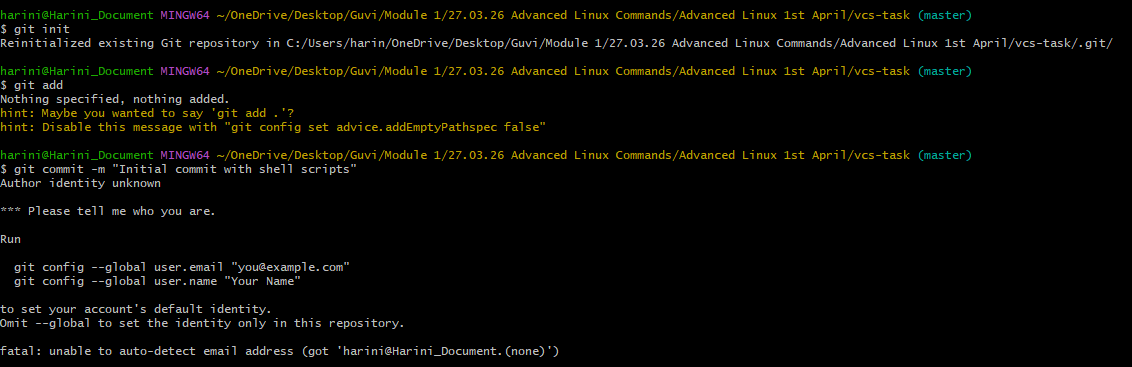 harini@Harini_Document MINGW64 ~/OneDrive/Desktop/Guvi/Module 1/27.03.26 Advanced Linux Commands/Advanced Linux 1st April/vcs-task (master)
$ git init
Reinitialized existing Git repository in C:/Users/harin/OneDrive/Desktop/Guvi/Module 1/27.03.26 Advanced Linux Commands/Advanced Linux 1st April/vcs-task/.git/
harini@Harini_Document MINGW64 ~/OneDrive/Desktop/Guvi/Module 1/27.03.26 Advanced Linux Commands/Advanced Linux 1st April/vcs-task (master)
$ git add
Nothing specified, nothing added.
hint: Maybe you wanted to say 'git add .'?
hint: Disable this message with "git config set advice.addEmptyPathspec false"
harini@Harini_Document MINGW64 ~/OneDrive/Desktop/Guvi/Module 1/27.03.26 Advanced Linux Commands/Advanced Linux 1st April/vcs-task (master)
$ git commit -m "Initial commit with shell scripts"
Author identity unknown
*** Please tell me who you are.
Run
git config --global user.email "you@example.com"
git config --global user.name "Your Name"
to set your account's default identity.
Omit --global to set the identity only in this repository.
fatal: unable to auto-detect email address (got 'harini@Harini_Document.(none)')